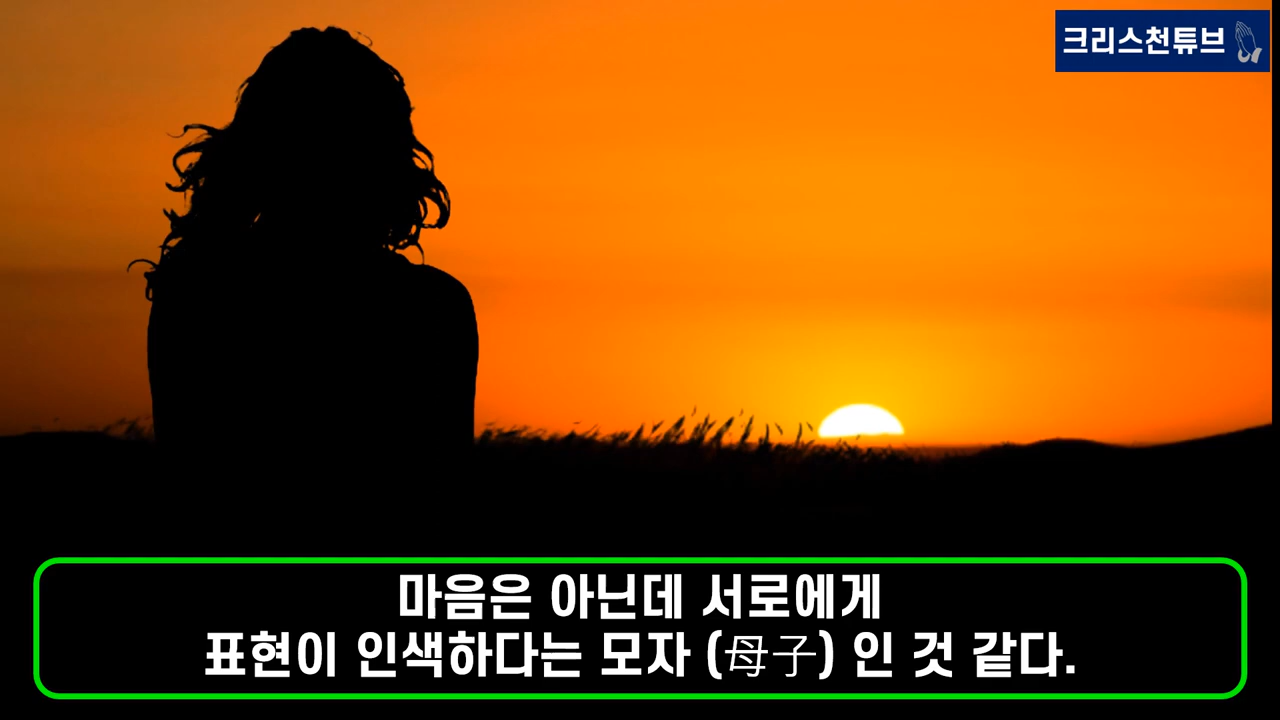 크리스천튜브
마음은 아닌데 서로에게
표현이 인색하다는 모자 (母子) 인 것 같다.